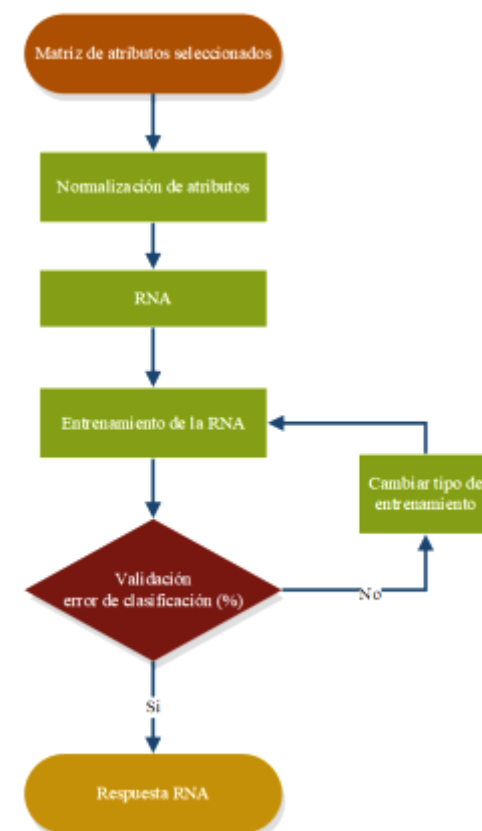 Matriz de atributos seleccionados
Normalización de atributos
RNA
Entrenamiento de la RNA
Cambiar tipo de
entrenamiento
Validación
error de clasificación (%)
No
Si
Respuesta RNA